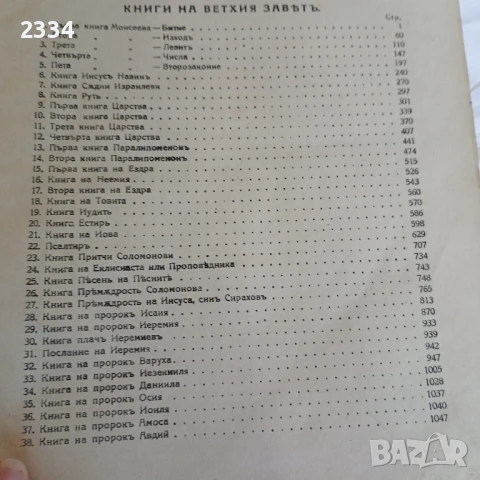 2334
КНИГИ НА ВЕТХИЯ ЗАВѢТЪ.
Стр.
книга Моисеева — Битие 1
„ „ — Изходъ 60
3. Трета „ „ — Левитъ 110
4. Четвърта „ „ — Числа 147
5. Пета „ „ — Второзаконие 197
6. Книга Иисусъ Навинъ 240
7. Книга Сѫдии Израилеви 270
8. Книга Рутъ 297
9. Първа книга Царства 301
10. Втора книга Царства 339
11. Трета книга Царства 370
12. Четвърта книга Царства 407
13. Първа книга Паралипоменонъ 441
14. Втора книга Паралипоменонъ 474
15. Първа книга на Ездра 515
16. Книга на Неемия 526
17. Втора книга на Ездра 543
18. Книга на Товита 560
19. Книга Иудитъ 570
20. Книга Естирь 586
21. Книга на Иова 598
22. Псалтирь 629
23. Книга Притчи Соломонови 707
24. Книга на Еклисиаста или Проповѣдника 734
25. Книга Пѣсень на Пѣснитѣ 743
26. Книга Прѣмѫдрость Соломонова 748
27. Книга Прѣмѫдрость на Иисуса, синъ Сираховъ 765
28. Книга на пророкъ Исаия 813
29. Книга на пророкъ Иеремия 870
30. Книга плачъ Иеремиевъ 933
31. Послание на Иеремия 939
32. Книга на пророкъ Варуха 942
33. Книга на пророкъ Иезекииля 947
34. Книга на пророкъ Даниила 1005
35. Книга на пророкъ Осия 1028
36. Книга на пророкъ Иоиля 1037
37. Книга на пророкъ Амоса 1040
38. Книга на пророкъ Авдий 1047
BAZAR
bg